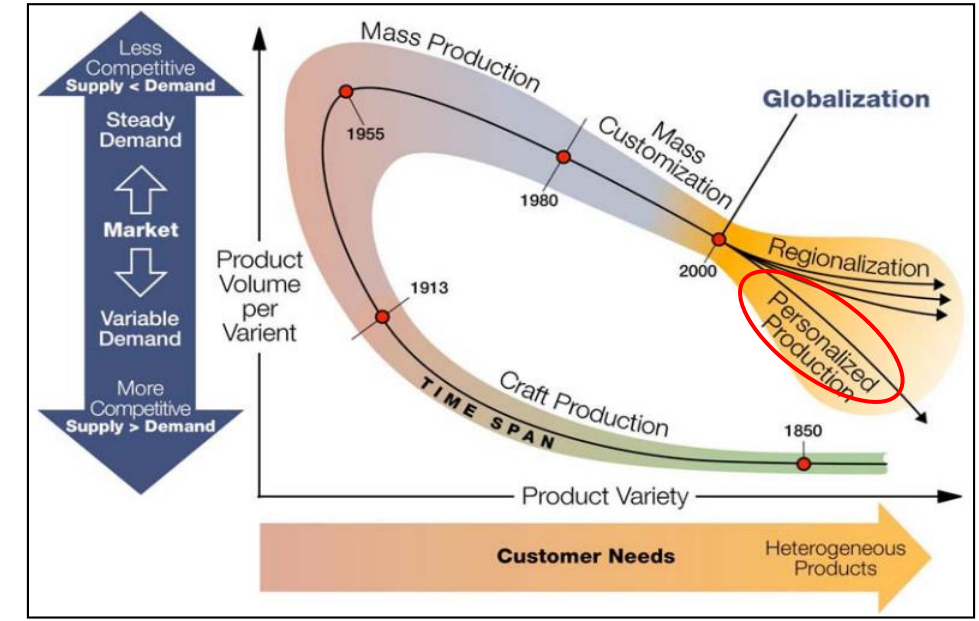 Less
Competitive
Supply < Demand
Steady
Demand
Market
Variable
Demand
More
Competitive
Supply > Demand
Product
Volume
per
Varient
Mass Production
1955
1980
Mass
Customization
Globalization
2000
Regionalization
Personalized
Production
1913
TIME SPAN
Craft Production
1850
Product Variety
Customer Needs
Heterogeneous
Products